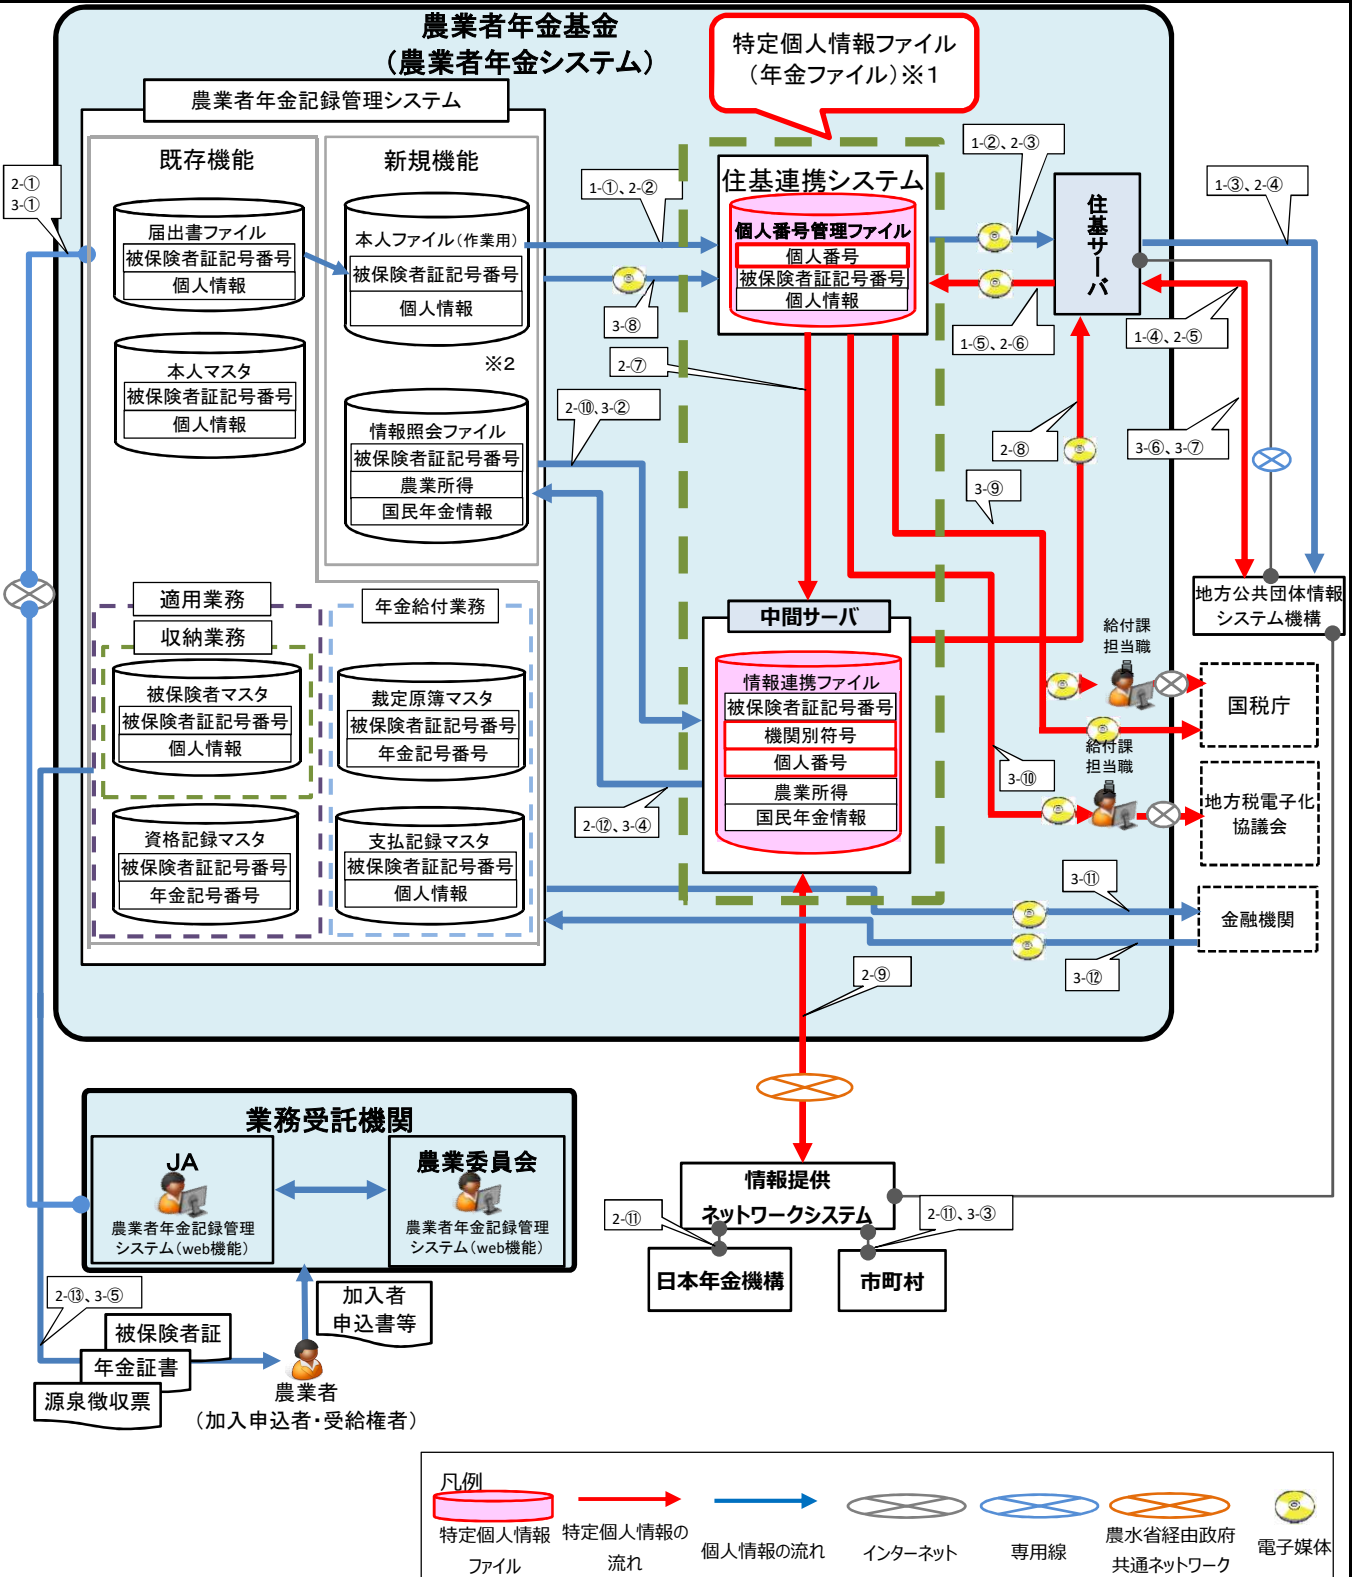 農業者年金基金
（農業者年金システム）
特定個人情報ファイル
（年金ファイル）※1
農業者年金記録管理システム
既存機能
新規機能
2-①
3-①
届出書ファイル
被保険者証記号番号
個人情報
本人ファイル（作業用）
被保険者証記号番号
個人情報
※2
本人マスタ
被保険者証記号番号
個人情報
情報照会ファイル
被保険者証記号番号
農業所得
国民年金情報
1-①、2-②
3-⑧
2-⑦
2-⑩、3-②
住基連携システム
個人番号管理ファイル
個人番号
被保険者証記号番号
個人情報
1-②、2-③
1-⑤、2-⑥
住基サーバ
1-③、2-④
1-④、2-⑤
2-⑧
3-⑥、3-⑦
3-⑨
地方公共団体情報
システム機構
適用業務
収納業務
被保険者マスタ
被保険者証記号番号
個人情報
資格記録マスタ
被保険者証記号番号
年金記号番号
年金給付業務
裁定原簿マスタ
被保険者証記号番号
年金記号番号
支払記録マスタ
被保険者証記号番号
個人情報
2-⑫、3-④
中間サーバ
情報連携ファイル
被保険者証記号番号
機関別符号
個人番号
農業所得
国民年金情報
給付課
担当職
国税庁
給付課
担当職
3-⑩
地方税電子化
協議会
3-⑪
金融機関
3-⑫
2-⑨
業務受託機関
JA
農業者年金記録管理
システム（web機能）
農業委員会
農業者年金記録管理
システム（web機能）
情報提供
ネットワークシステム
2-⑪
2-⑪、3-③
日本年金機構
市町村
2-⑬、3-⑤
加入者
申込書等
被保険者証
年金証書
源泉徴収票
農業者
（加入申込者・受給権者）
凡例
特定個人情報
ファイル
特定個人情報の
流れ
個人情報の流れ
インターネット
専用線
農水省経由政府
共通ネットワーク
電子媒体